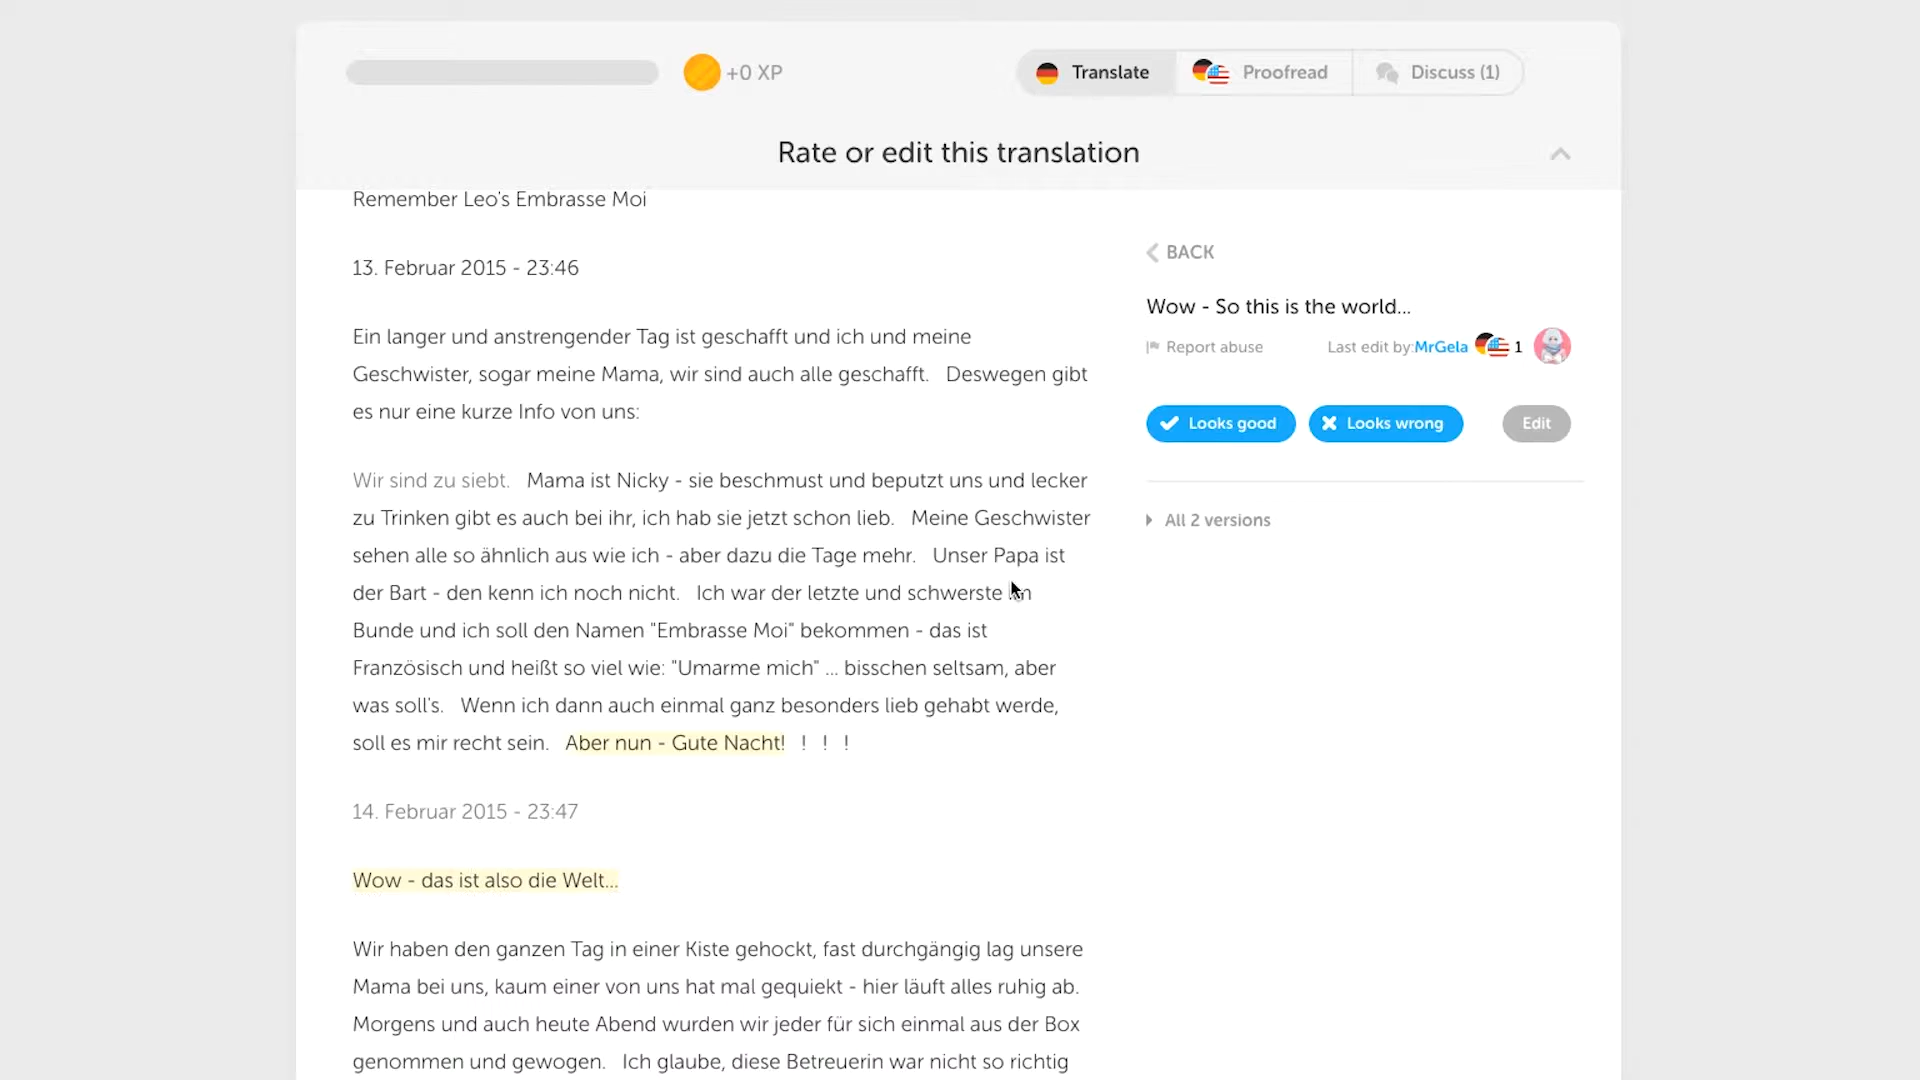 +0 XP
Translate
Proofread
Discuss (1)
Rate or edit this translation
Remember Leo's Embrasse Moi
13. Februar 2015 - 23:46
Ein langer und anstrengender Tag ist geschafft und ich und meine
Geschwister, sogar meine Mama, wir sind auch alle geschafft. Deswegen gibt
es nur eine kurze Info von uns:
Wir sind zu siebt. Mama ist Nicky - sie beschmust und beputzt uns und lecker
zu Trinken gibt es auch bei ihr, ich hab sie jetzt schon lieb. Meine Geschwister
sehen alle so ähnlich aus wie ich - aber dazu die Tage mehr. Unser Papa ist
der Bart - den kenn ich noch nicht. Ich war der letzte und schwerste im
Bunde und ich soll den Namen "Embrasse Moi" bekommen - das ist
Französisch und heißt so viel wie: "Umarme mich" ... bisschen seltsam, aber
was soll's. Wenn ich dann auch einmal ganz besonders lieb gehabt werde,
soll es mir recht sein. Aber nun - Gute Nacht! ! ! !
14. Februar 2015 - 23:47
Wow - das ist also die Welt...
Wir haben den ganzen Tag in einer Kiste gehockt, fast durchgängig lag unsere
Mama bei uns, kaum einer von uns hat mal gequiekt - hier läuft alles ruhig ab.
Morgens und auch heute Abend wurden wir jeder für sich einmal aus der Box
genommen und gewogen. Ich glaube, diese Betreuerin war nicht so richtig
BACK
Wow - So this is the world...
Report abuse
Last edit by:MrGela 1
Looks good
Looks wrong
Edit
All 2 versions